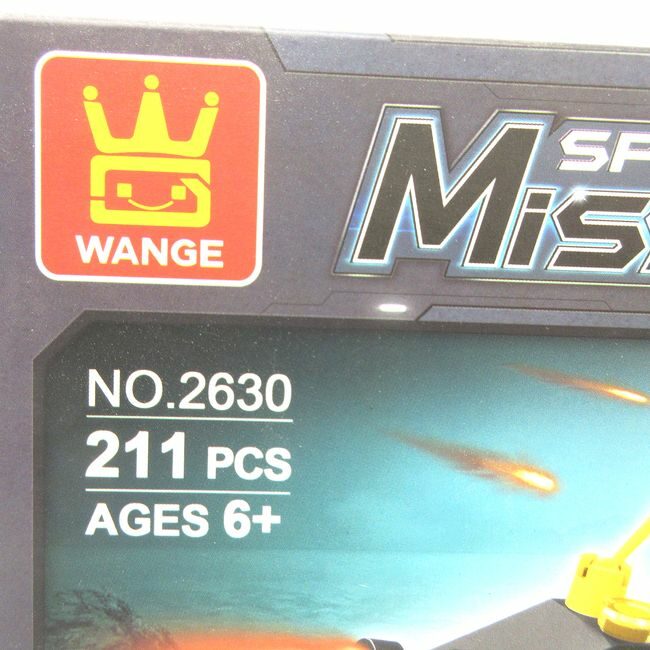 WANGE
NO.2630
211 PCS
AGES 6+